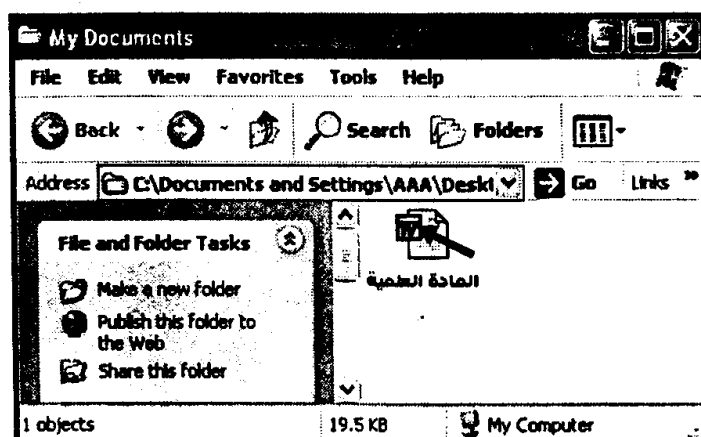 My Documents
File Edit View Favorites Tools Help
Back Search Folders
Address C:\Documents and Settings\AAA\Deskt Go Links »
File and Folder Tasks
Make a new folder
Publish this folder to
the Web
Share this folder
المادة العلمية
1 objects 19.5 KB My Computer